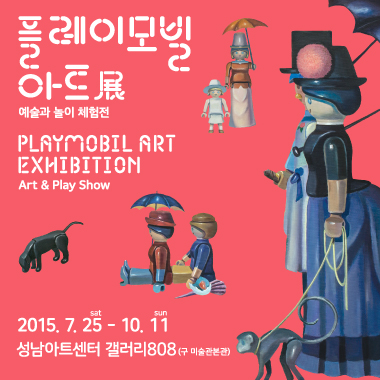 플레이모빌
아트展
예술과 놀이 체험전
PLAYMOBIL ART
EXHIBITION
Art & Play Show
sat sun
2015. 7. 25 - 10. 11
성남아트센터 갤러리808 (구 미술관본관)